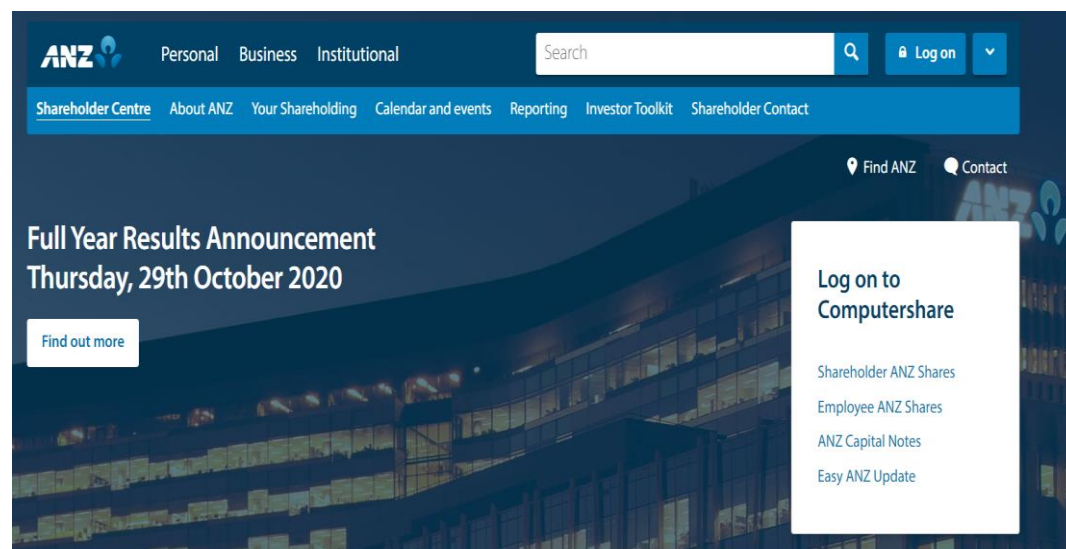 ANZ
Personal Business Institutional
Search
Log on
Shareholder Centre About ANZ Your Shareholding Calendar and events Reporting Investor Toolkit Shareholder Contact
Find ANZ Contact
ANZ
Full Year Results Announcement
Thursday, 29th October 2020
Find out more
Log on to
Computershare
Shareholder ANZ Shares
Employee ANZ Shares
ANZ Capital Notes
Easy ANZ Update